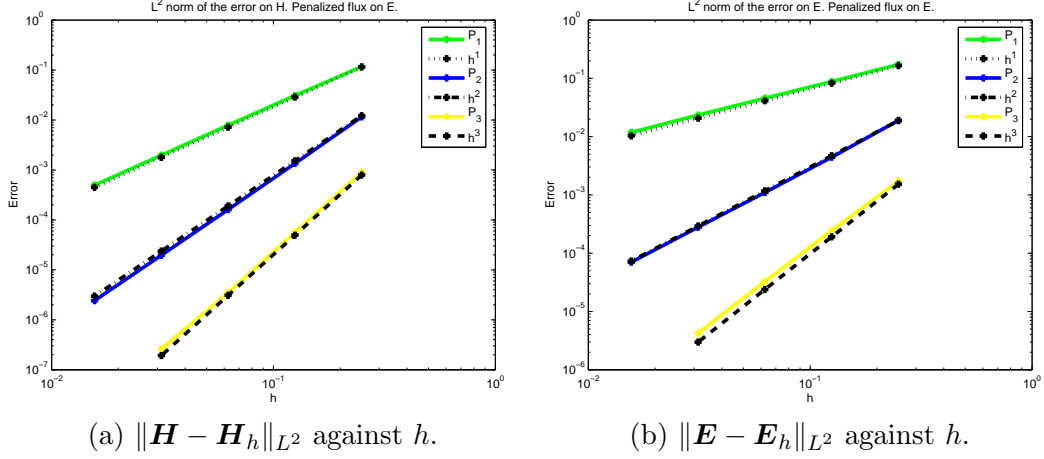 L² norm of the error on H. Penalized flux on E.
10⁰
10⁻¹
10⁻²
10⁻³
10⁻⁴
10⁻⁵
10⁻⁶
10⁻⁷
Error
10⁻²
10⁻¹
10⁰
h
P₁
h¹
P₂
h²
P₃
h³
(a) ‖𝑯 − 𝑯ₕ‖L² against h.
L² norm of the error on E. Penalized flux on E.
10⁰
10⁻¹
10⁻²
10⁻³
10⁻⁴
10⁻⁵
10⁻⁶
Error
10⁻²
10⁻¹
10⁰
h
P₁
h¹
P₂
h²
P₃
h³
(b) ‖𝑬 − 𝑬ₕ‖L² against h.